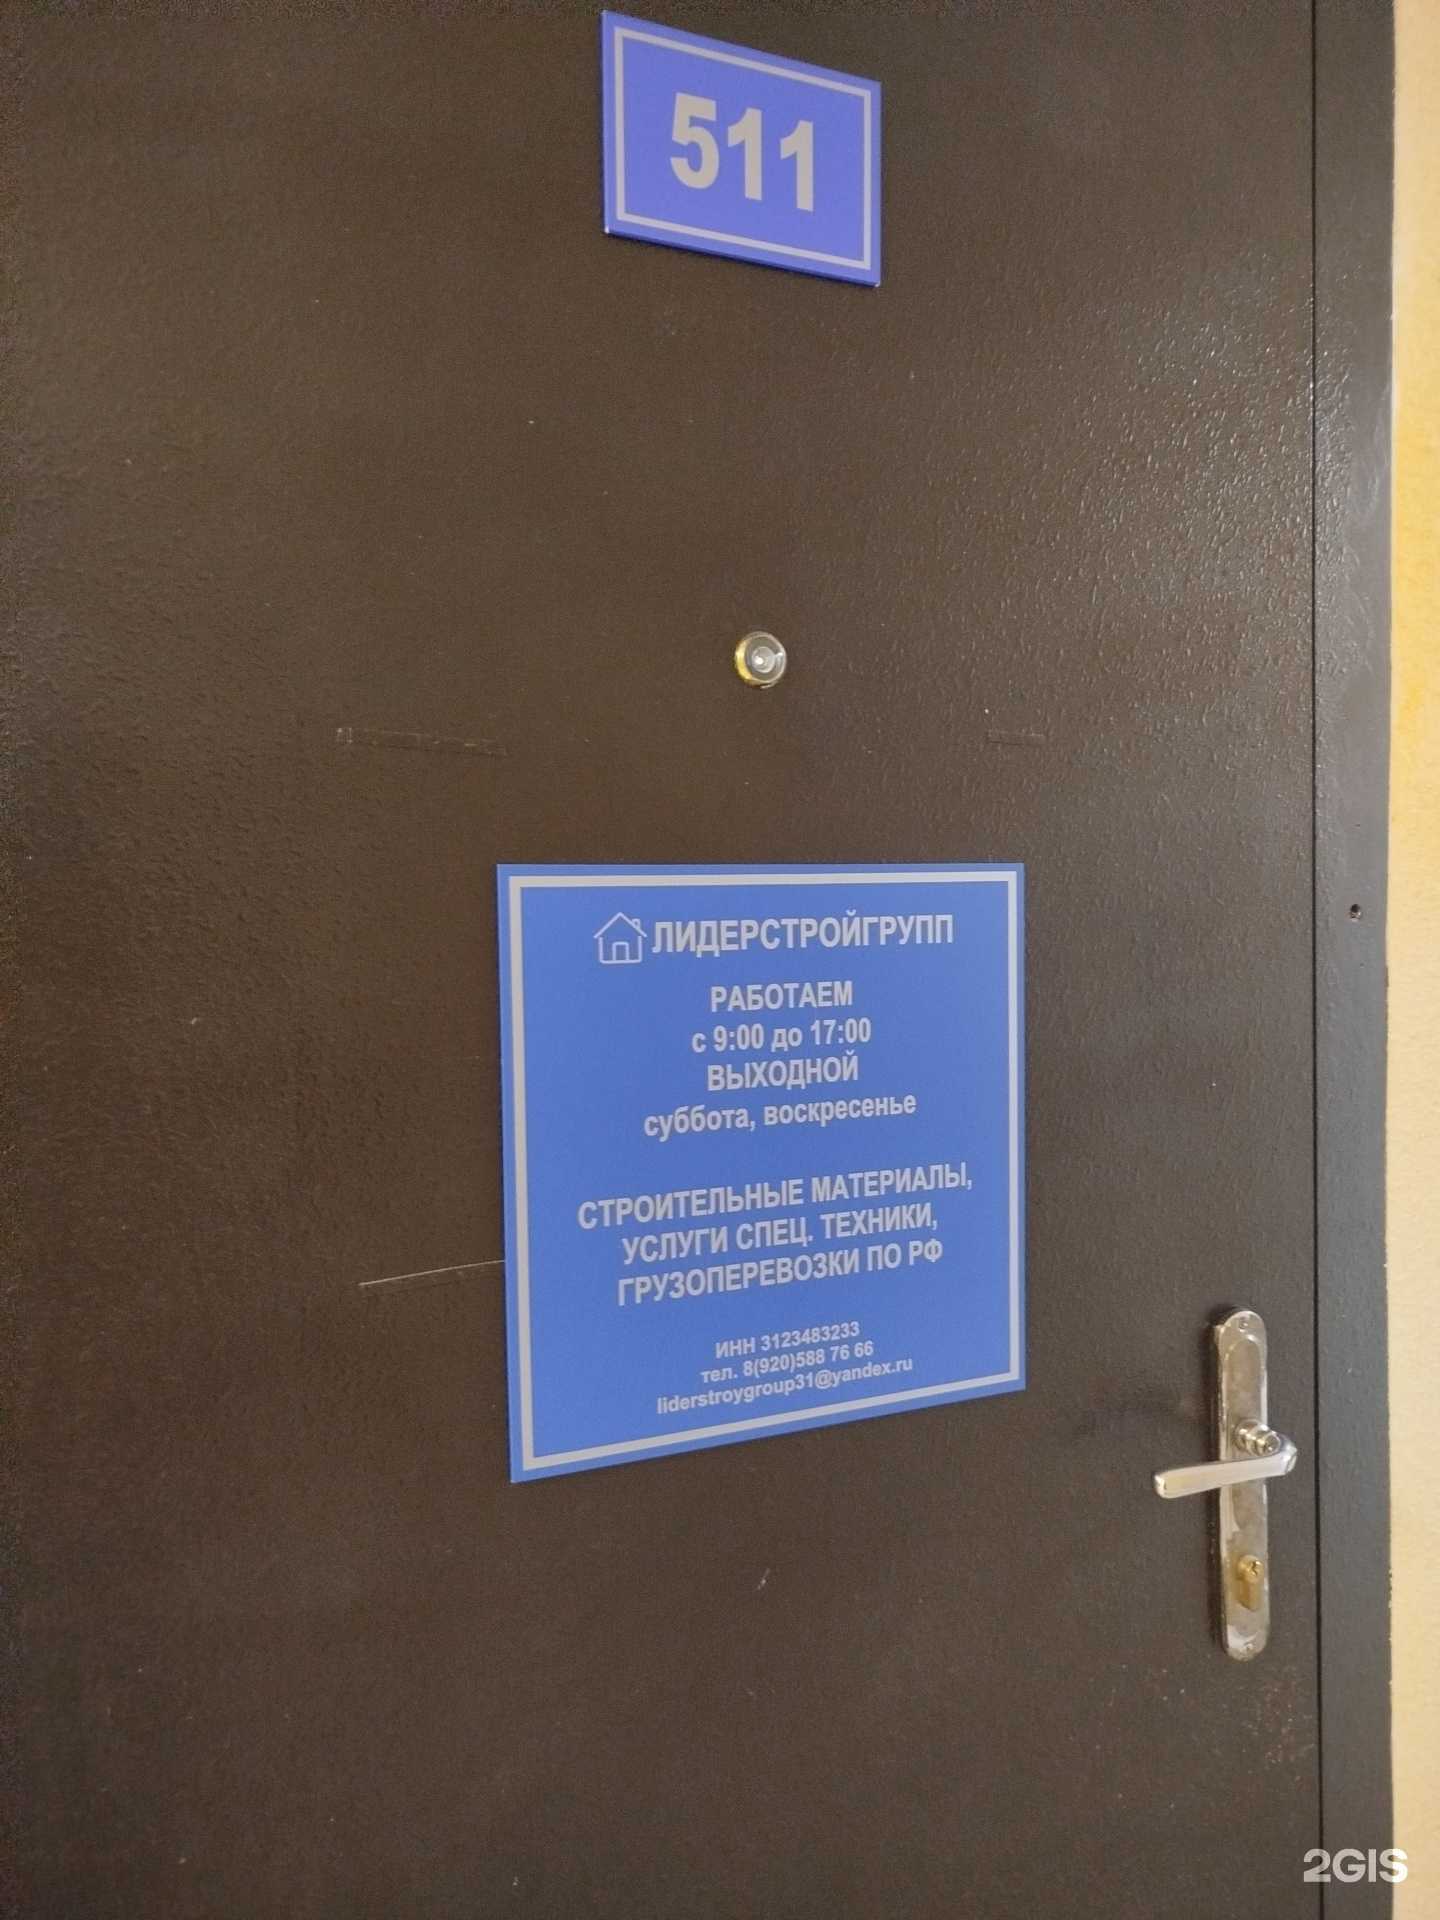 511
ЛИДЕРСТРОЙГРУПП
РАБОТАЕМ
с 9:00 до 17:00
ВЫХОДНОЙ
суббота, воскресенье
СТРОИТЕЛЬНЫЕ МАТЕРИАЛЫ,
УСЛУГИ СПЕЦ. ТЕХНИКИ,
ГРУЗОПЕРЕВОЗКИ ПО РФ
ИНН 3123483233
тел. 8(920)588 76 66
liderstroygroup31@yandex.ru
2GIS